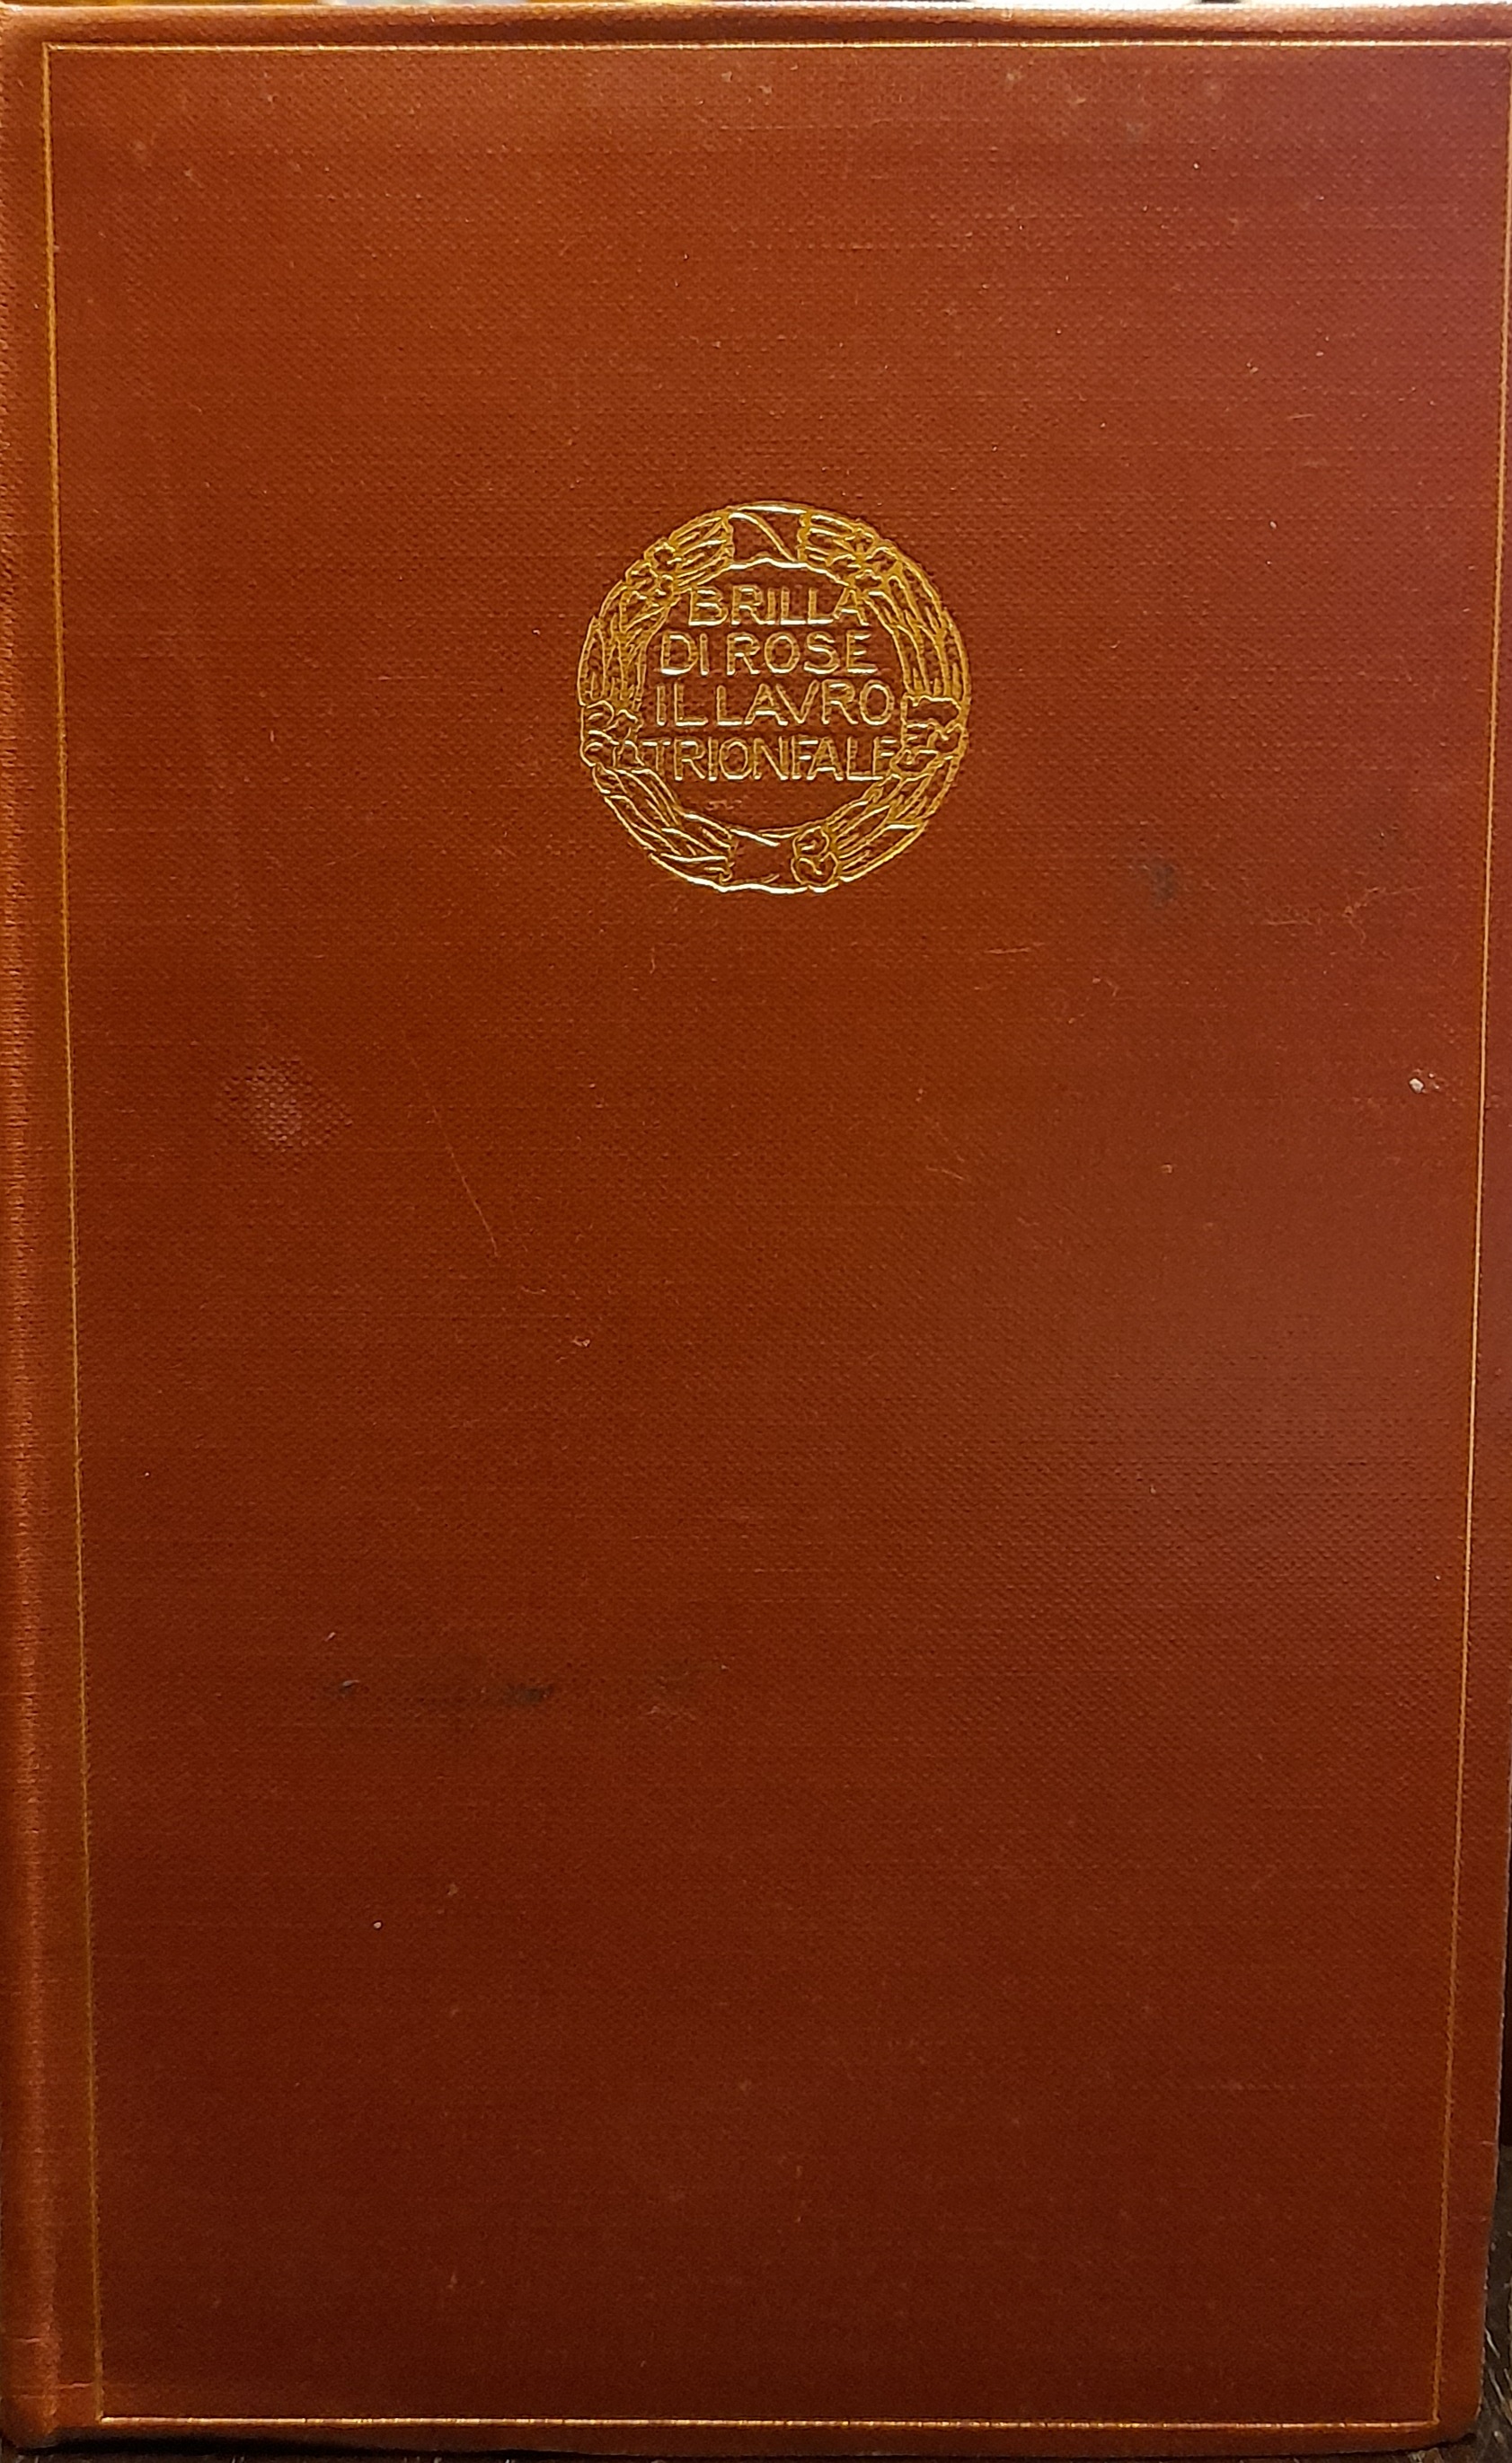 BRILLA
DI ROSE
IL LAVRO
TRIONFALE